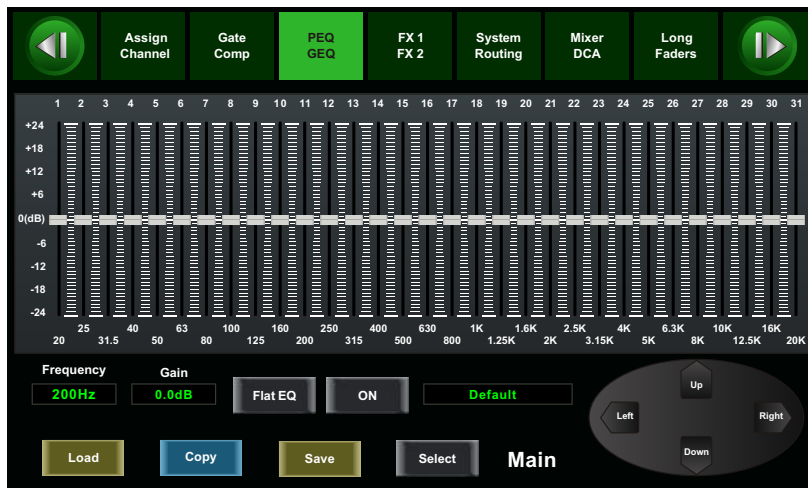 Assign Channel
Gate Comp
PEQ GEQ
FX 1 FX 2
System Routing
Mixer DCA
Long Faders
1 2 3 4 5 6 7 8 9 10 11 12 13 14 15 16 17 18 19 20 21 22 23 24 25 26 27 28 29 30 31
+24
+18
+12
+6
0(dB)
-6
-12
-18
-24
25 40 63 100 160 250 400 630 1K 1.6K 2.5K 4K 6.3K 10K 16K
20 31.5 50 80 125 200 315 500 800 1.25K 2K 3.15K 5K 8K 12.5K 20K
Frequency Gain
200Hz 0.0dB Flat EQ ON Default
Up
Left Right
Down
Load Copy Save Select Main